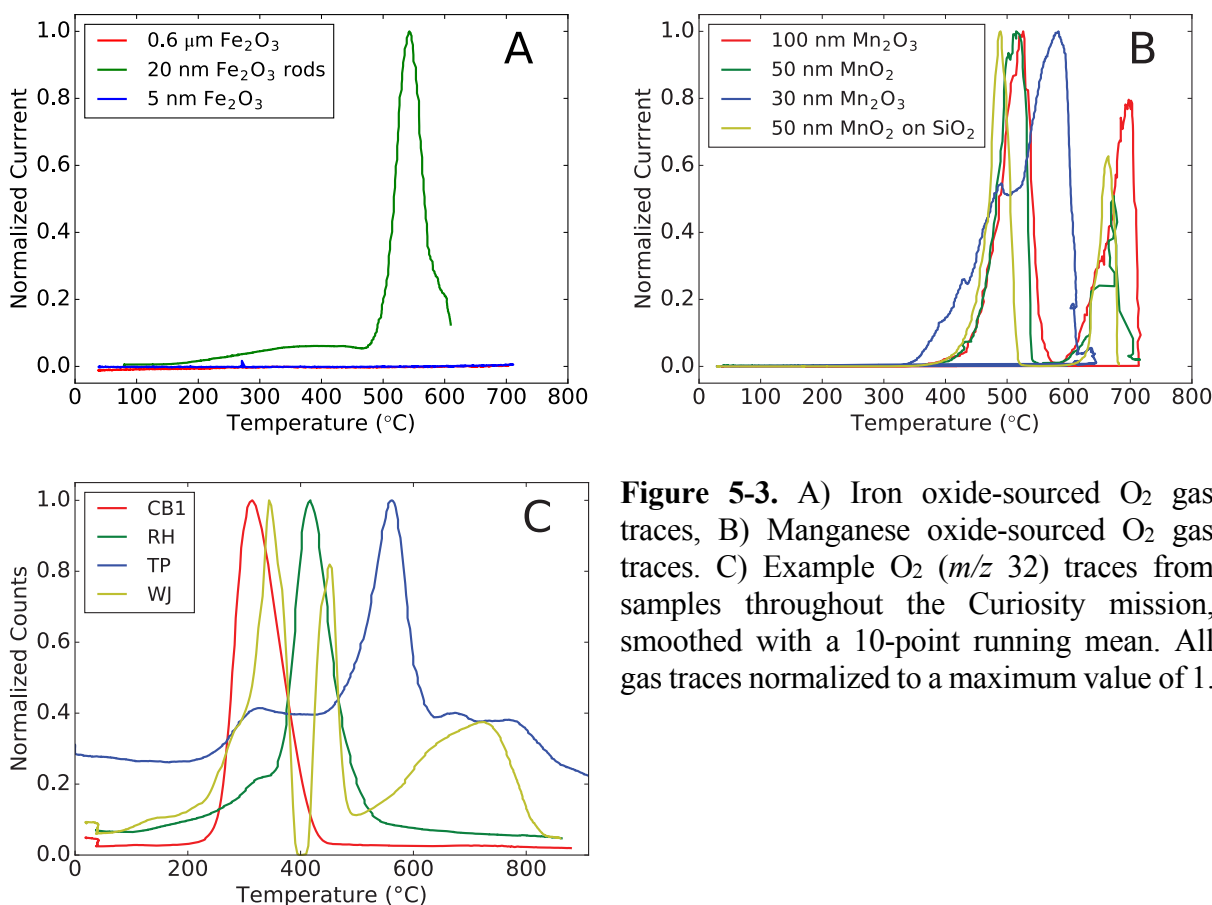 A
0.6 μm Fe₂O₃
20 nm Fe₂O₃ rods
5 nm Fe₂O₃
Normalized Currrent
1.0
0.8
0.6
0.4
0.2
0.0
0 100 200 300 400 500 600 700 800
Temperature (°C)
B
100 nm Mn₂O₃
50 nm MnO₂
30 nm Mn₂O₃
50 nm MnO₂ on SiO₂
Normalized Current
1.0
0.8
0.6
0.4
0.2
0.0
0 100 200 300 400 500 600 700 800
Temperature (°C)
C
CB1
RH
TP
WJ
Normalized Counts
1.0
0.8
0.6
0.4
0.2
0.0
0 200 400 600 800
Temperature (°C)
Figure 5-3. A) Iron oxide-sourced O₂ gas
traces, B) Manganese oxide-sourced O₂ gas
traces. C) Example O₂ (m/z 32) traces from
samples throughout the Curiosity mission,
smoothed with a 10-point running mean. All
gas traces normalized to a maximum value of 1.